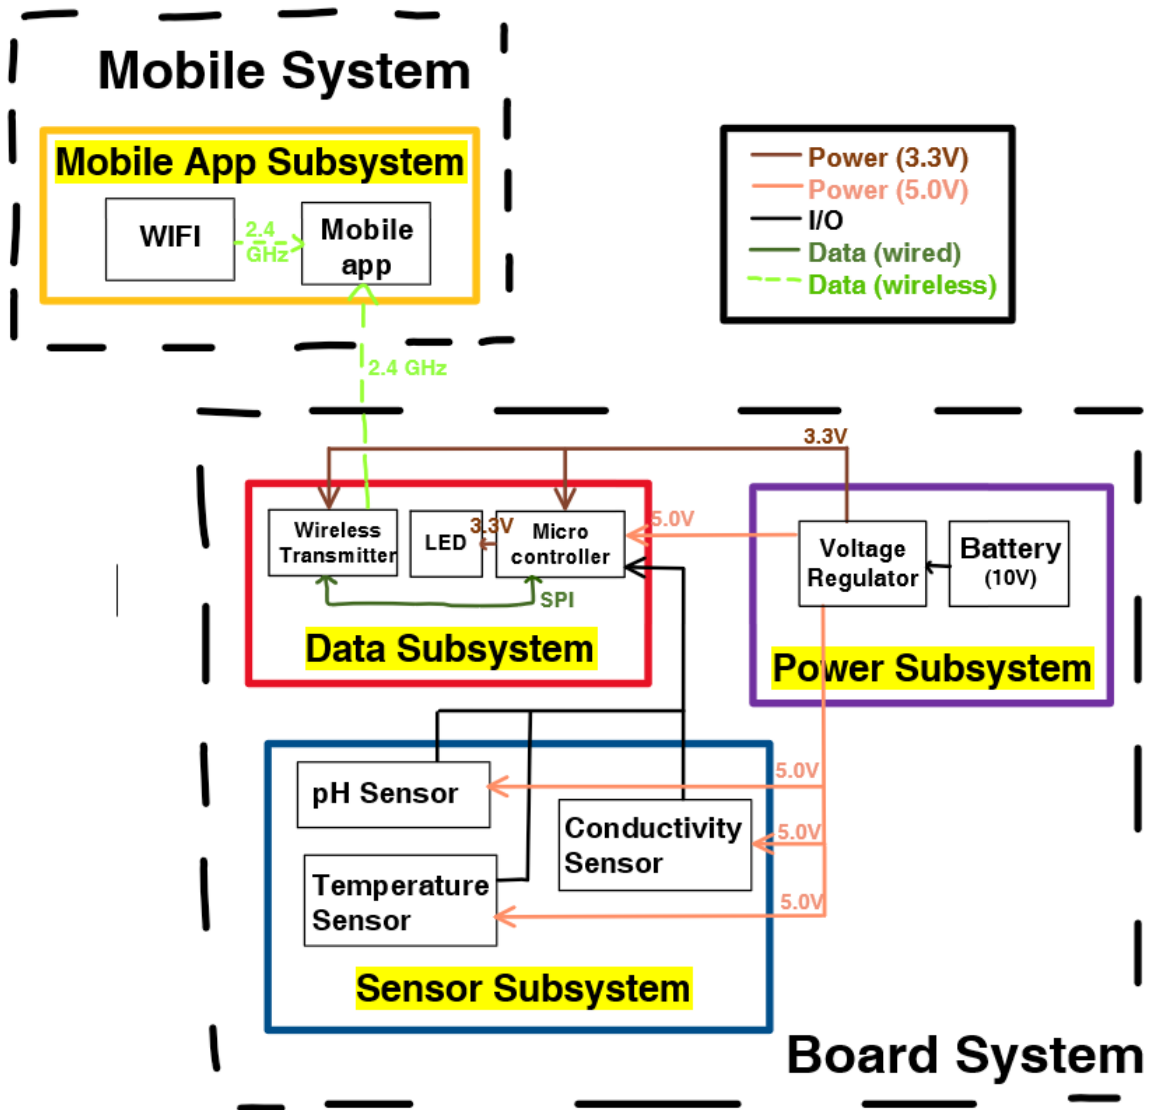 Mobile System
Mobile App Subsystem
WIFI
2.4
GHz
Mobile
app
Power (3.3V)
Power (5.0V)
I/O
Data (wired)
Data (wireless)
2.4 GHz
3.3V
Wireless
Transmitter
LED
3.3V
Micro
controller
5.0V
SPI
Data Subsystem
Voltage
Regulator
Battery
(10V)
Power Subsystem
pH Sensor
5.0V
Conductivity
Sensor
5.0V
Temperature
Sensor
5.0V
Sensor Subsystem
Board System